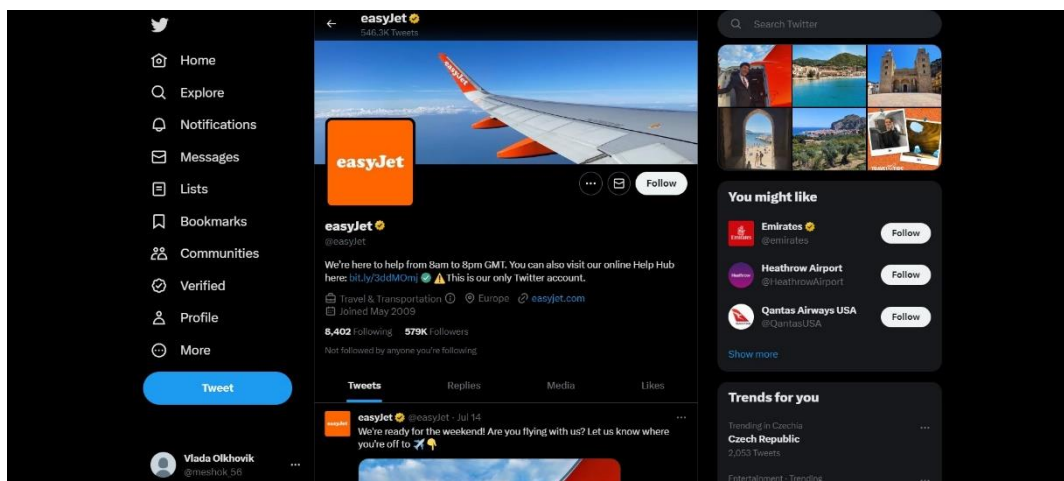 Home
Explore
Notifications
Messages
Lists
Bookmarks
Communities
Verified
Profile
More
Tweet
Vlada Olkhovik
@meshok_56
easyJet
546.3K Tweets
easyJet
easyJet
Follow
easyJet
@easyJet
We're here to help from 8am to 8pm GMT. You can also visit our online Help Hub
here: bit.ly/3ddMOmj ✅ ⚠️This is our only Twitter account.
Travel & Transportation Europe easyjet.com
Joined May 2009
8,402 Following 579K Followers
Not followed by anyone you're following
Tweets Replies Media Likes
easyJet @easyJet · Jul 14
We're ready for the weekend! Are you flying with us? Let us know where
you're off to ✈️👇
Search Twitter
You might like
Emirates
@emirates
Follow
Heathrow Airport
@HeathrowAirport
Follow
Qantas Airways USA
@QantasUSA
Follow
Show more
Trends for you
Trending in Czechia
Czech Republic
2,053 Tweets
Entertainment · Trending